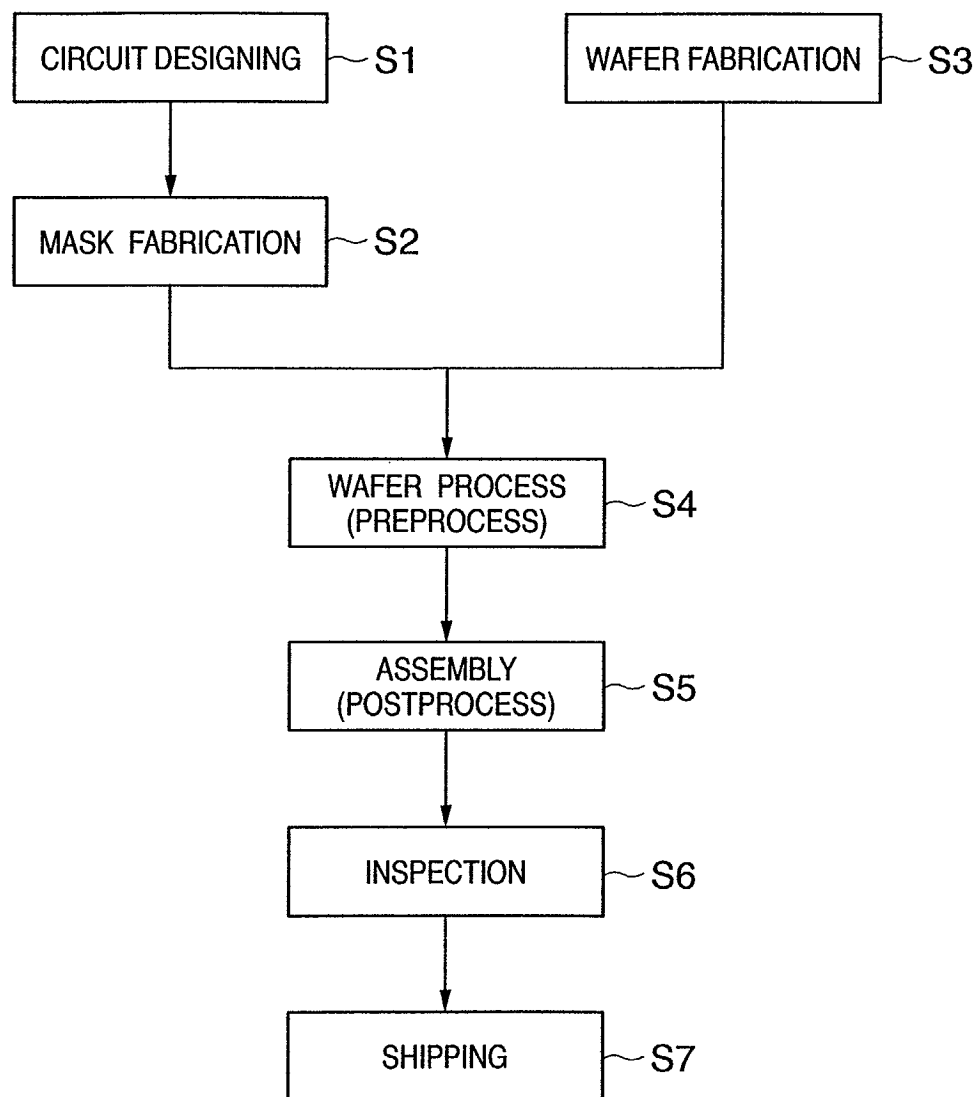 CIRCUIT DESIGNING S1
WAFER FABRICATION S3
MASK FABRICATION S2
WAFER PROCESS
(PREPROCESS) S4
ASSEMBLY
(POSTPROCESS) S5
INSPECTION S6
SHIPPING S7